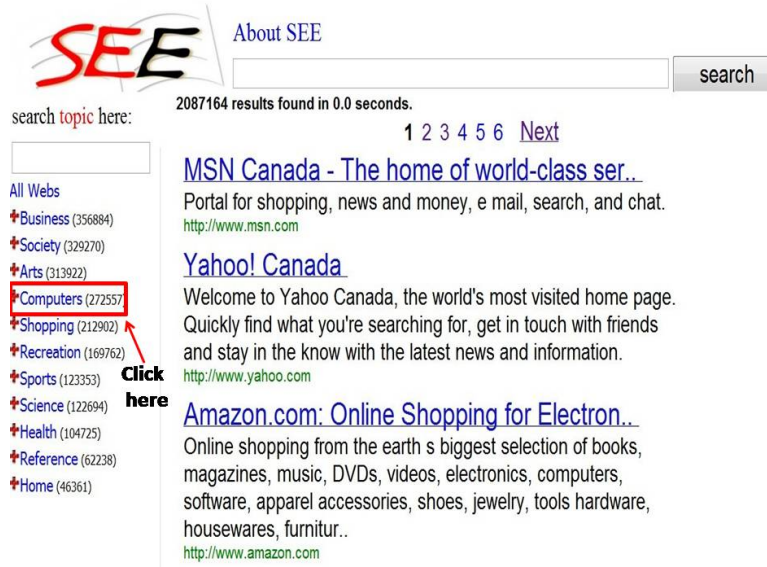 SEE
About SEE
search
search topic here:
2087164 results found in 0.0 seconds.
1 2 3 4 5 6 Next
All Webs
Business (356884)
Society (329270)
Arts (313922)
Computers (272557)
Shopping (212902)
Recreation (169762)
Sports (123353)
Science (122694)
Health (104725)
Reference (62238)
Home (46361)
Click
here
MSN Canada - The home of world-class ser..
Portal for shopping, news and money, e mail, search, and chat.
http://www.msn.com
Yahoo! Canada
Welcome to Yahoo Canada, the world's most visited home page.
Quickly find what you're searching for, get in touch with friends
and stay in the know with the latest news and information.
http://www.yahoo.com
Amazon.com: Online Shopping for Electron..
Online shopping from the earth s biggest selection of books,
magazines, music, DVDs, videos, electronics, computers,
software, apparel accessories, shoes, jewelry, tools hardware,
housewares, furnitur..
http://www.amazon.com